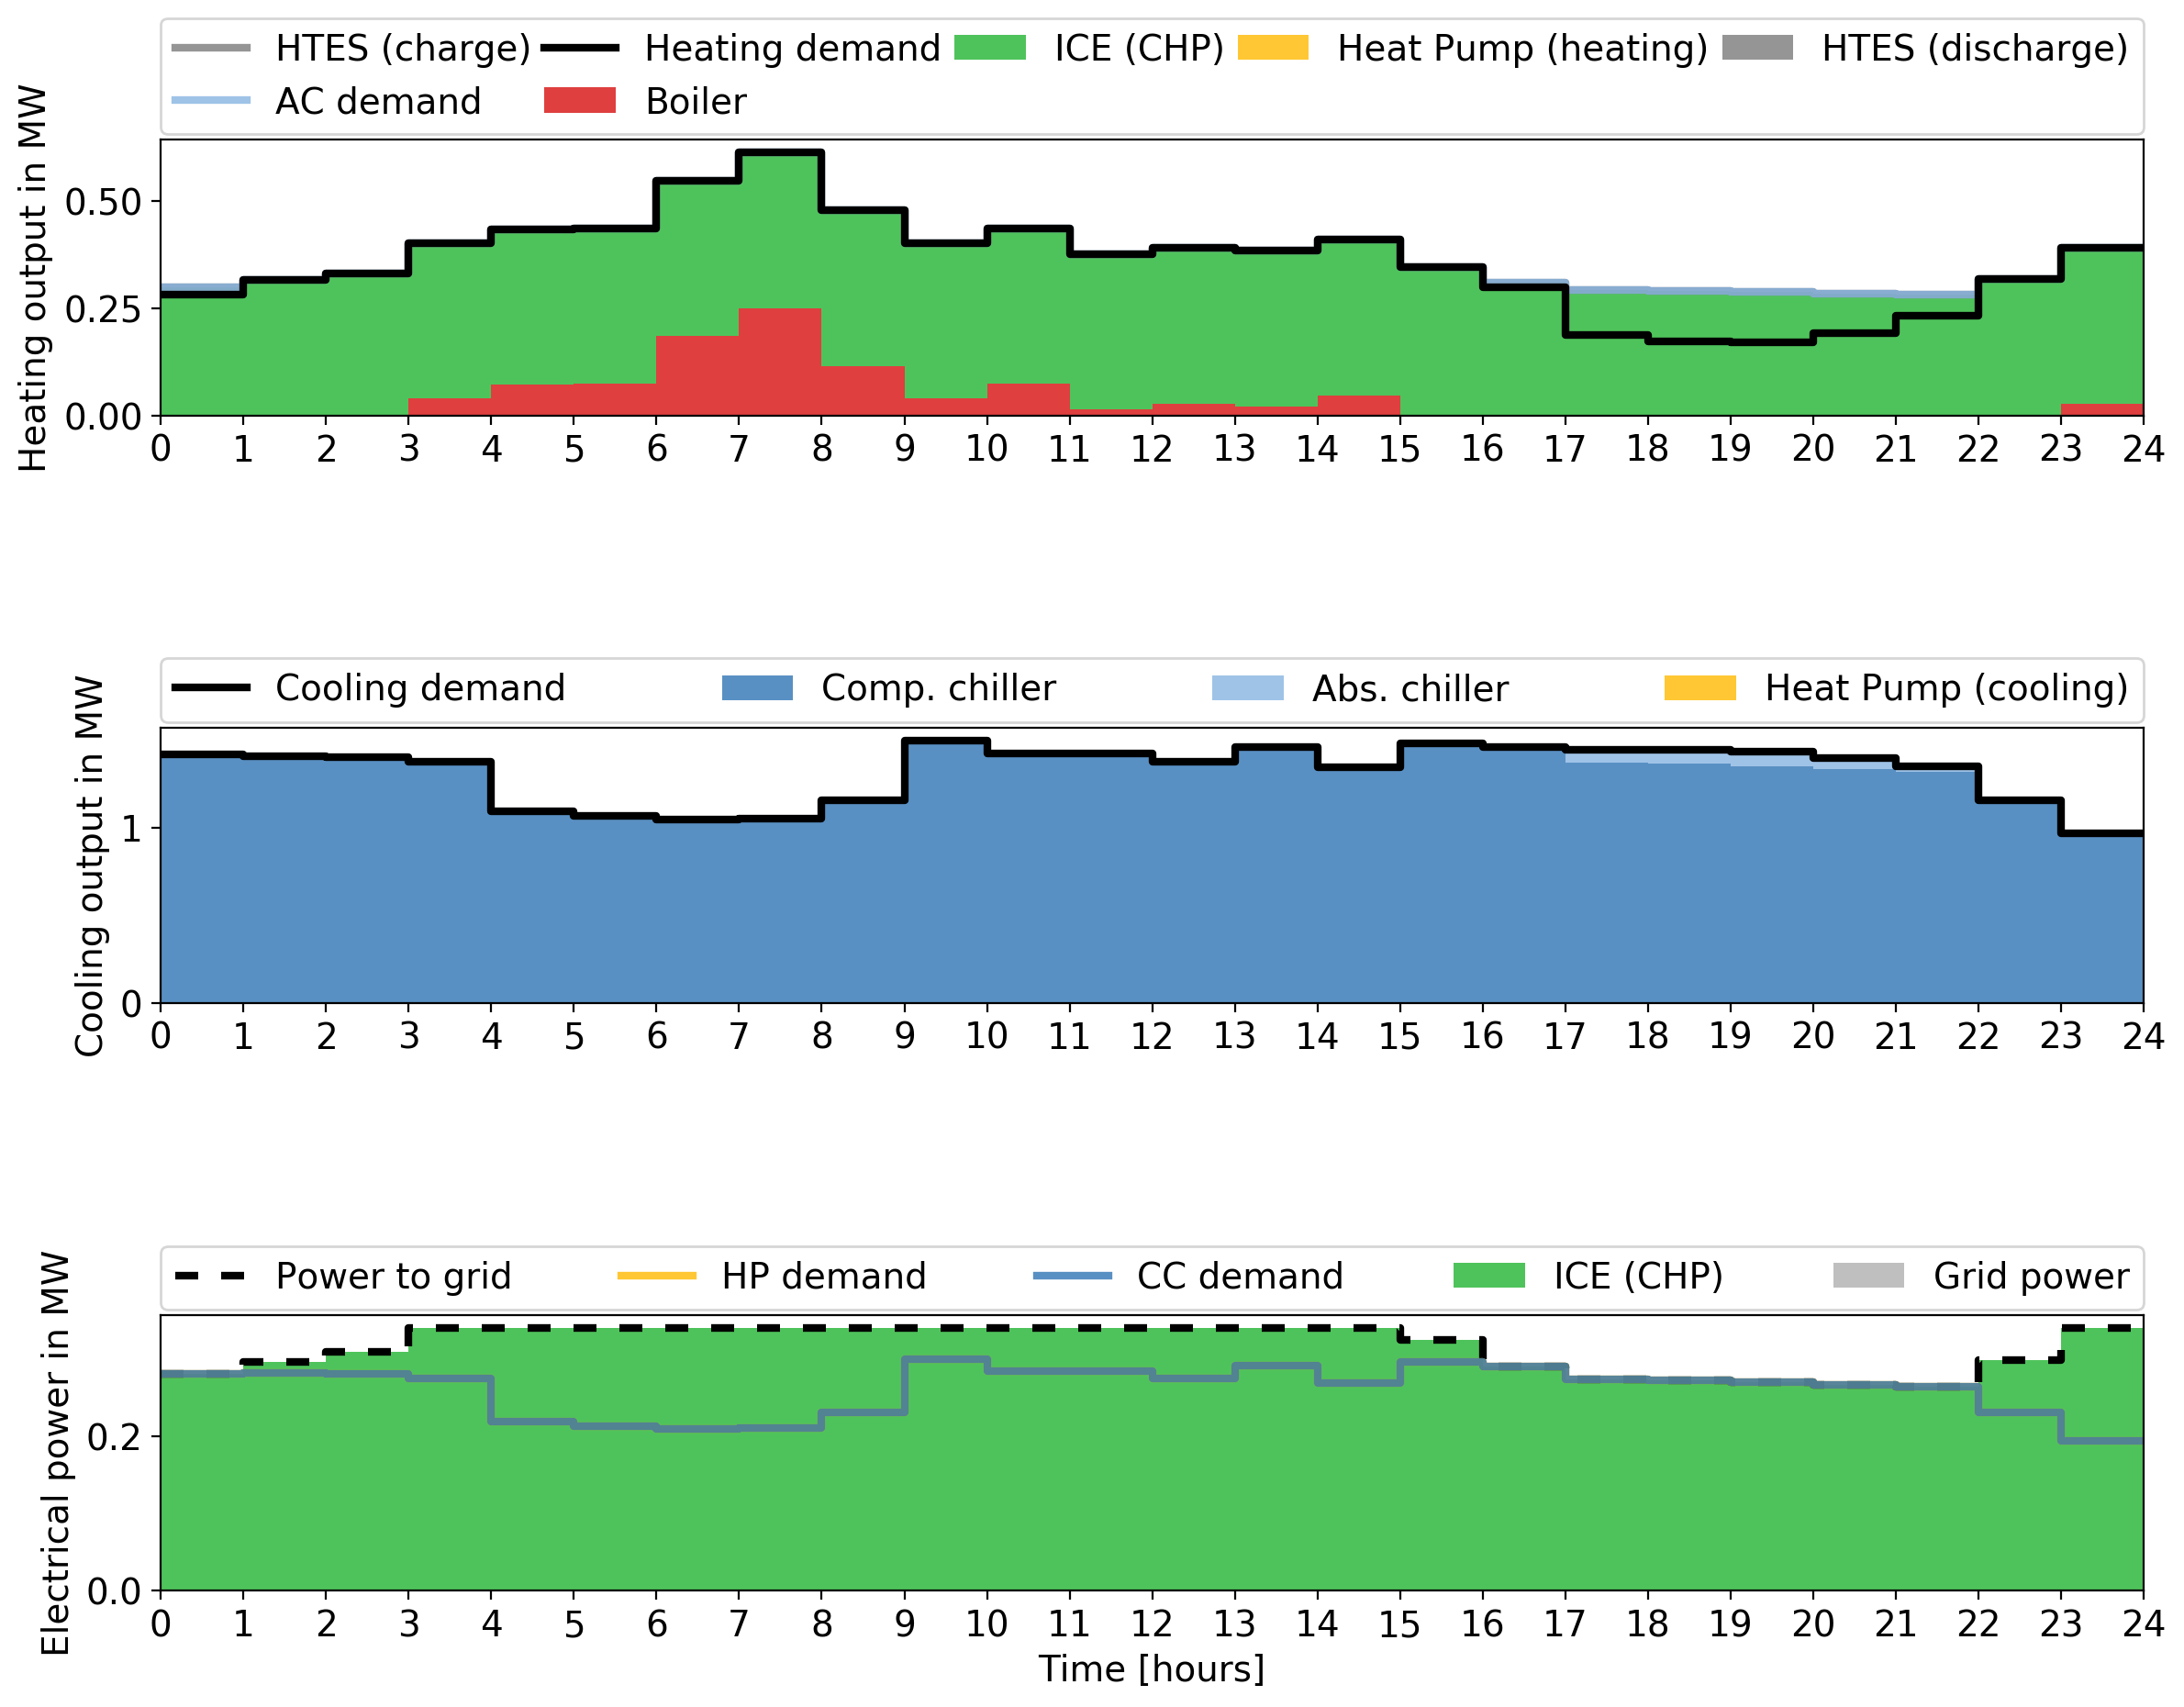 HTES (charge) Heating demand ICE (CHP) Heat Pump (heating) HTES (discharge)
AC demand Boiler
Heating output in MW
0.50
0.25
0.00
0 1 2 3 4 5 6 7 8 9 10 11 12 13 14 15 16 17 18 19 20 21 22 23 24
Cooling demand Comp. chiller Abs. chiller Heat Pump (cooling)
Cooling output in MW
1
0
0 1 2 3 4 5 6 7 8 9 10 11 12 13 14 15 16 17 18 19 20 21 22 23 24
Power to grid HP demand CC demand ICE (CHP) Grid power
Electrical power in MW
0.2
0.0
0 1 2 3 4 5 6 7 8 9 10 11 12 13 14 15 16 17 18 19 20 21 22 23 24
Time [hours]